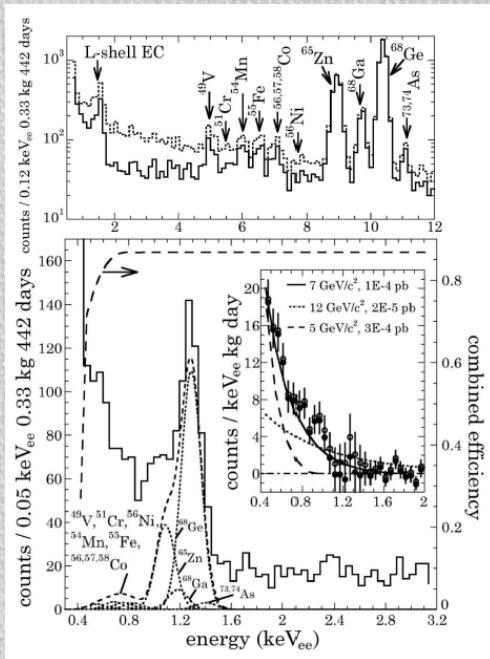 counts / 0.12 keVee 0.33 kg 442 days
10³
10²
10¹
L-shell EC
⁴⁹V
⁵¹Cr
⁵⁴Mn
⁵⁵Fe
56,57,58Co
⁵⁶Ni
⁶⁵Zn
⁶⁸Ga
⁶⁸Ge
73,74As
2 4 6 8 10 12
counts / 0.05 keVee 0.33 kg 442 days
160
140
120
100
80
60
40
20
0
7 GeV/c², 1E-4 pb
12 GeV/c², 2E-5 pb
5 GeV/c², 3E-4 pb
counts / keVee kg day
20
16
12
8
4
0
0.4 0.8 1.2 1.6 2
⁴⁹V,⁵¹Cr,⁵⁶Ni,
⁵⁴Mn,⁵⁵Fe,
56,57,58Co
⁶⁸Ge
⁶⁵Zn
⁶⁸Ga
73,74As
combined efficiency
0.8
0.6
0.4
0.2
0
0.4 0.8 1.2 1.6 2 2.4 2.8 3.2
energy (keVee)